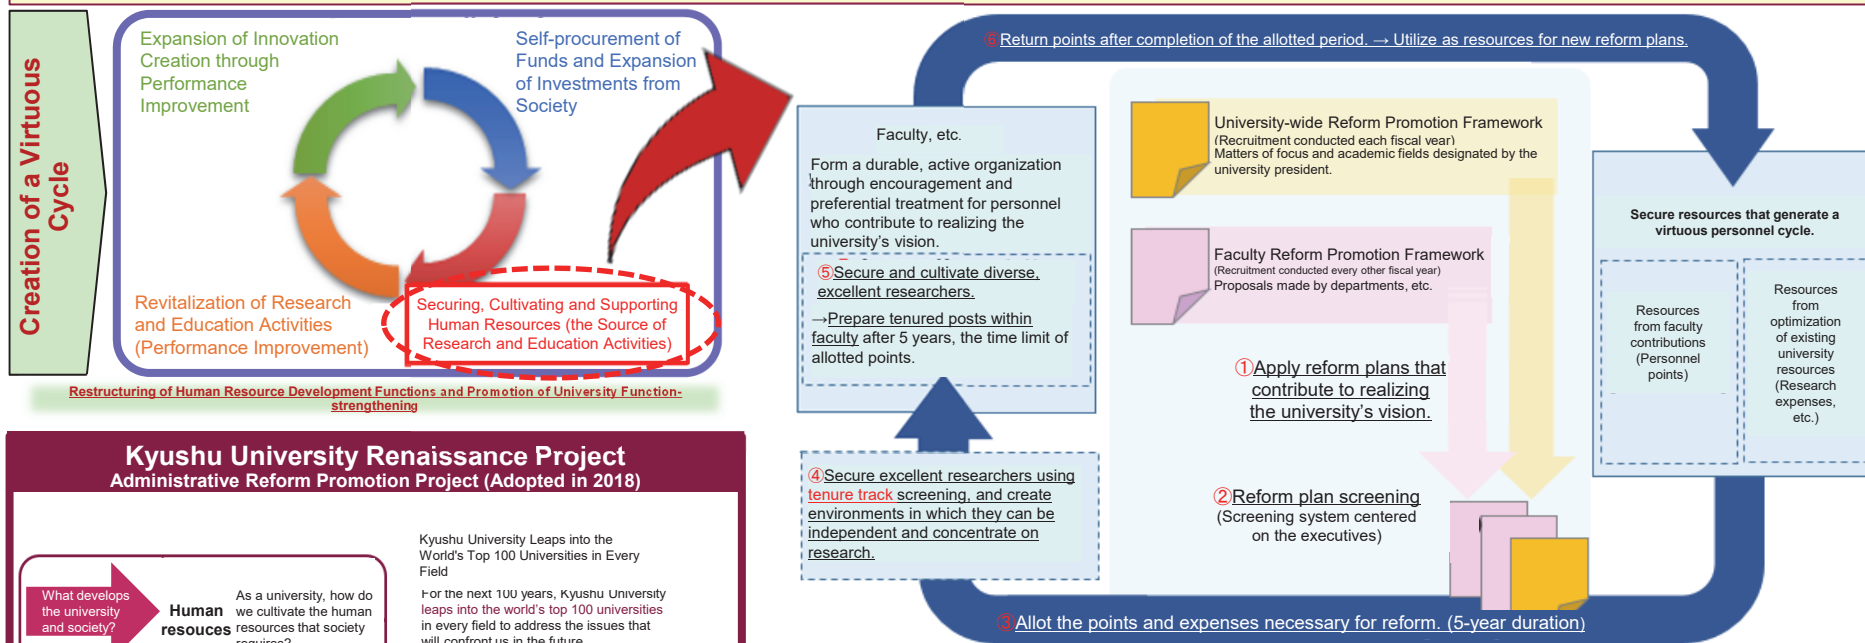 Creation of a Virtuous
Cycle
Expansion of Innovation
Creation through
Performance
Improvement
Self-procurement of
Funds and Expansion
of Investments from
Society
Revitalization of Research
and Education Activities
(Performance Improvement)
Securing, Cultivating and Supporting
Human Resources (the Source of
Research and Education Activities)
Restructuring of Human Resource Development Functions and Promotion of University Function-
strengthening
Kyushu University Renaissance Project
Administrative Reform Promotion Project (Adopted in 2018)
What develops
the university
and society?
Human
resouces
As a university, how do
we cultivate the human
resources that society
requires?
Kyushu University Leaps into the
World's Top 100 Universities in Every
Field
For the next 100 years, Kyushu University
leaps into the world's top 100 universities
in every field to address the issues that
will confront us in the future
⑥Return points after completion of the allotted period. → Utilize as resources for new reform plans.
Faculty, etc.
Form a durable, active organization
through encouragement and
preferential treatment for personnel
who contribute to realizing the
university's vision.
⑤Secure and cultivate diverse,
excellent researchers.
→Prepare tenured posts within
faculty after 5 years, the time limit of
allotted points.
④Secure excellent researchers using
tenure track screening, and create
environments in which they can be
independent and concentrate on
research.
University-wide Reform Promotion Framework
(Recruitment conducted each fiscal year)
Matters of focus and academic fields designated by the
university president.
Faculty Reform Promotion Framework
(Recruitment conducted every other fiscal year)
Proposals made by departments, etc.
①Apply reform plans that
contribute to realizing
the university's vision.
②Reform plan screening
(Screening system centered
on the executives)
③Allot the points and expenses necessary for reform. (5-year duration)
Secure resources that generate a
virtuous personnel cycle.
Resources
from faculty
contributions
(Personnel
points)
Resources
from
optimization
of existing
university
resources
(Research
expenses,
etc.)